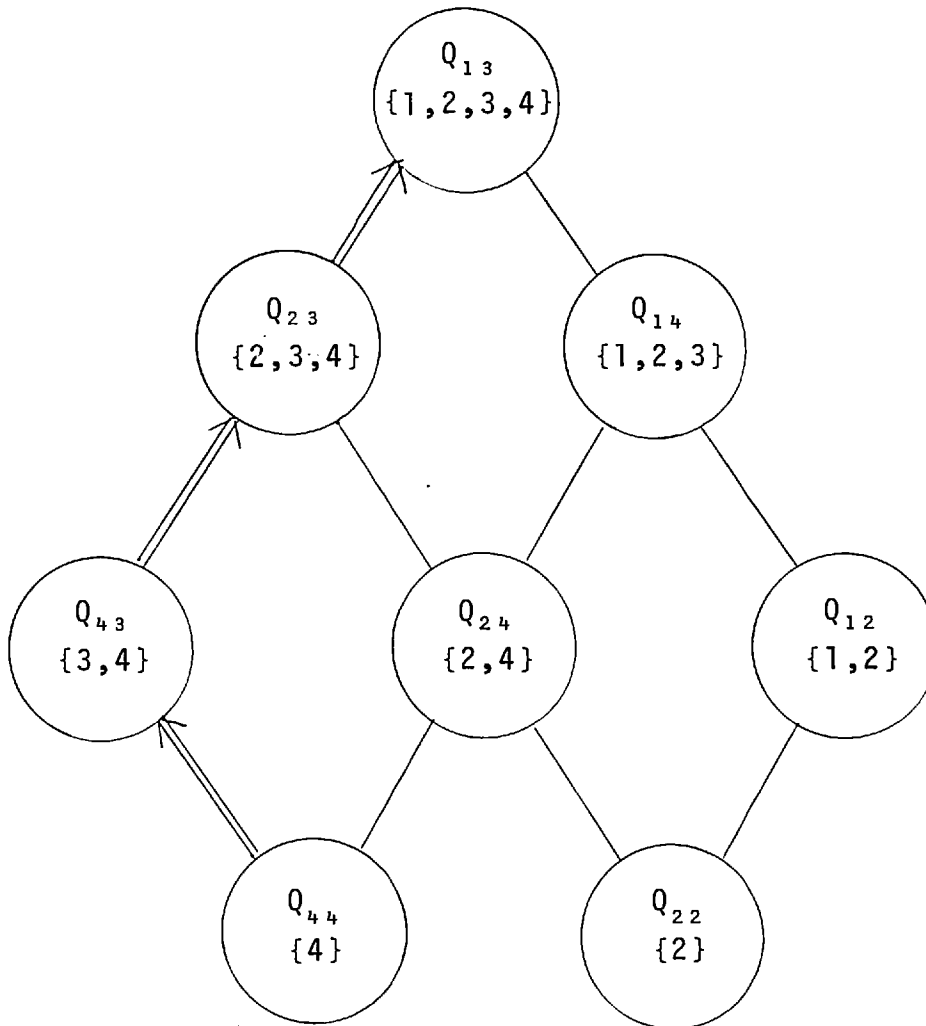 Q₁₃
{1,2,3,4}
Q₂₃
{2,3,4}
Q₁₄
{1,2,3}
Q₄₃
{3,4}
Q₂₄
{2,4}
Q₁₂
{1,2}
Q₄₄
{4}
Q₂₂
{2}